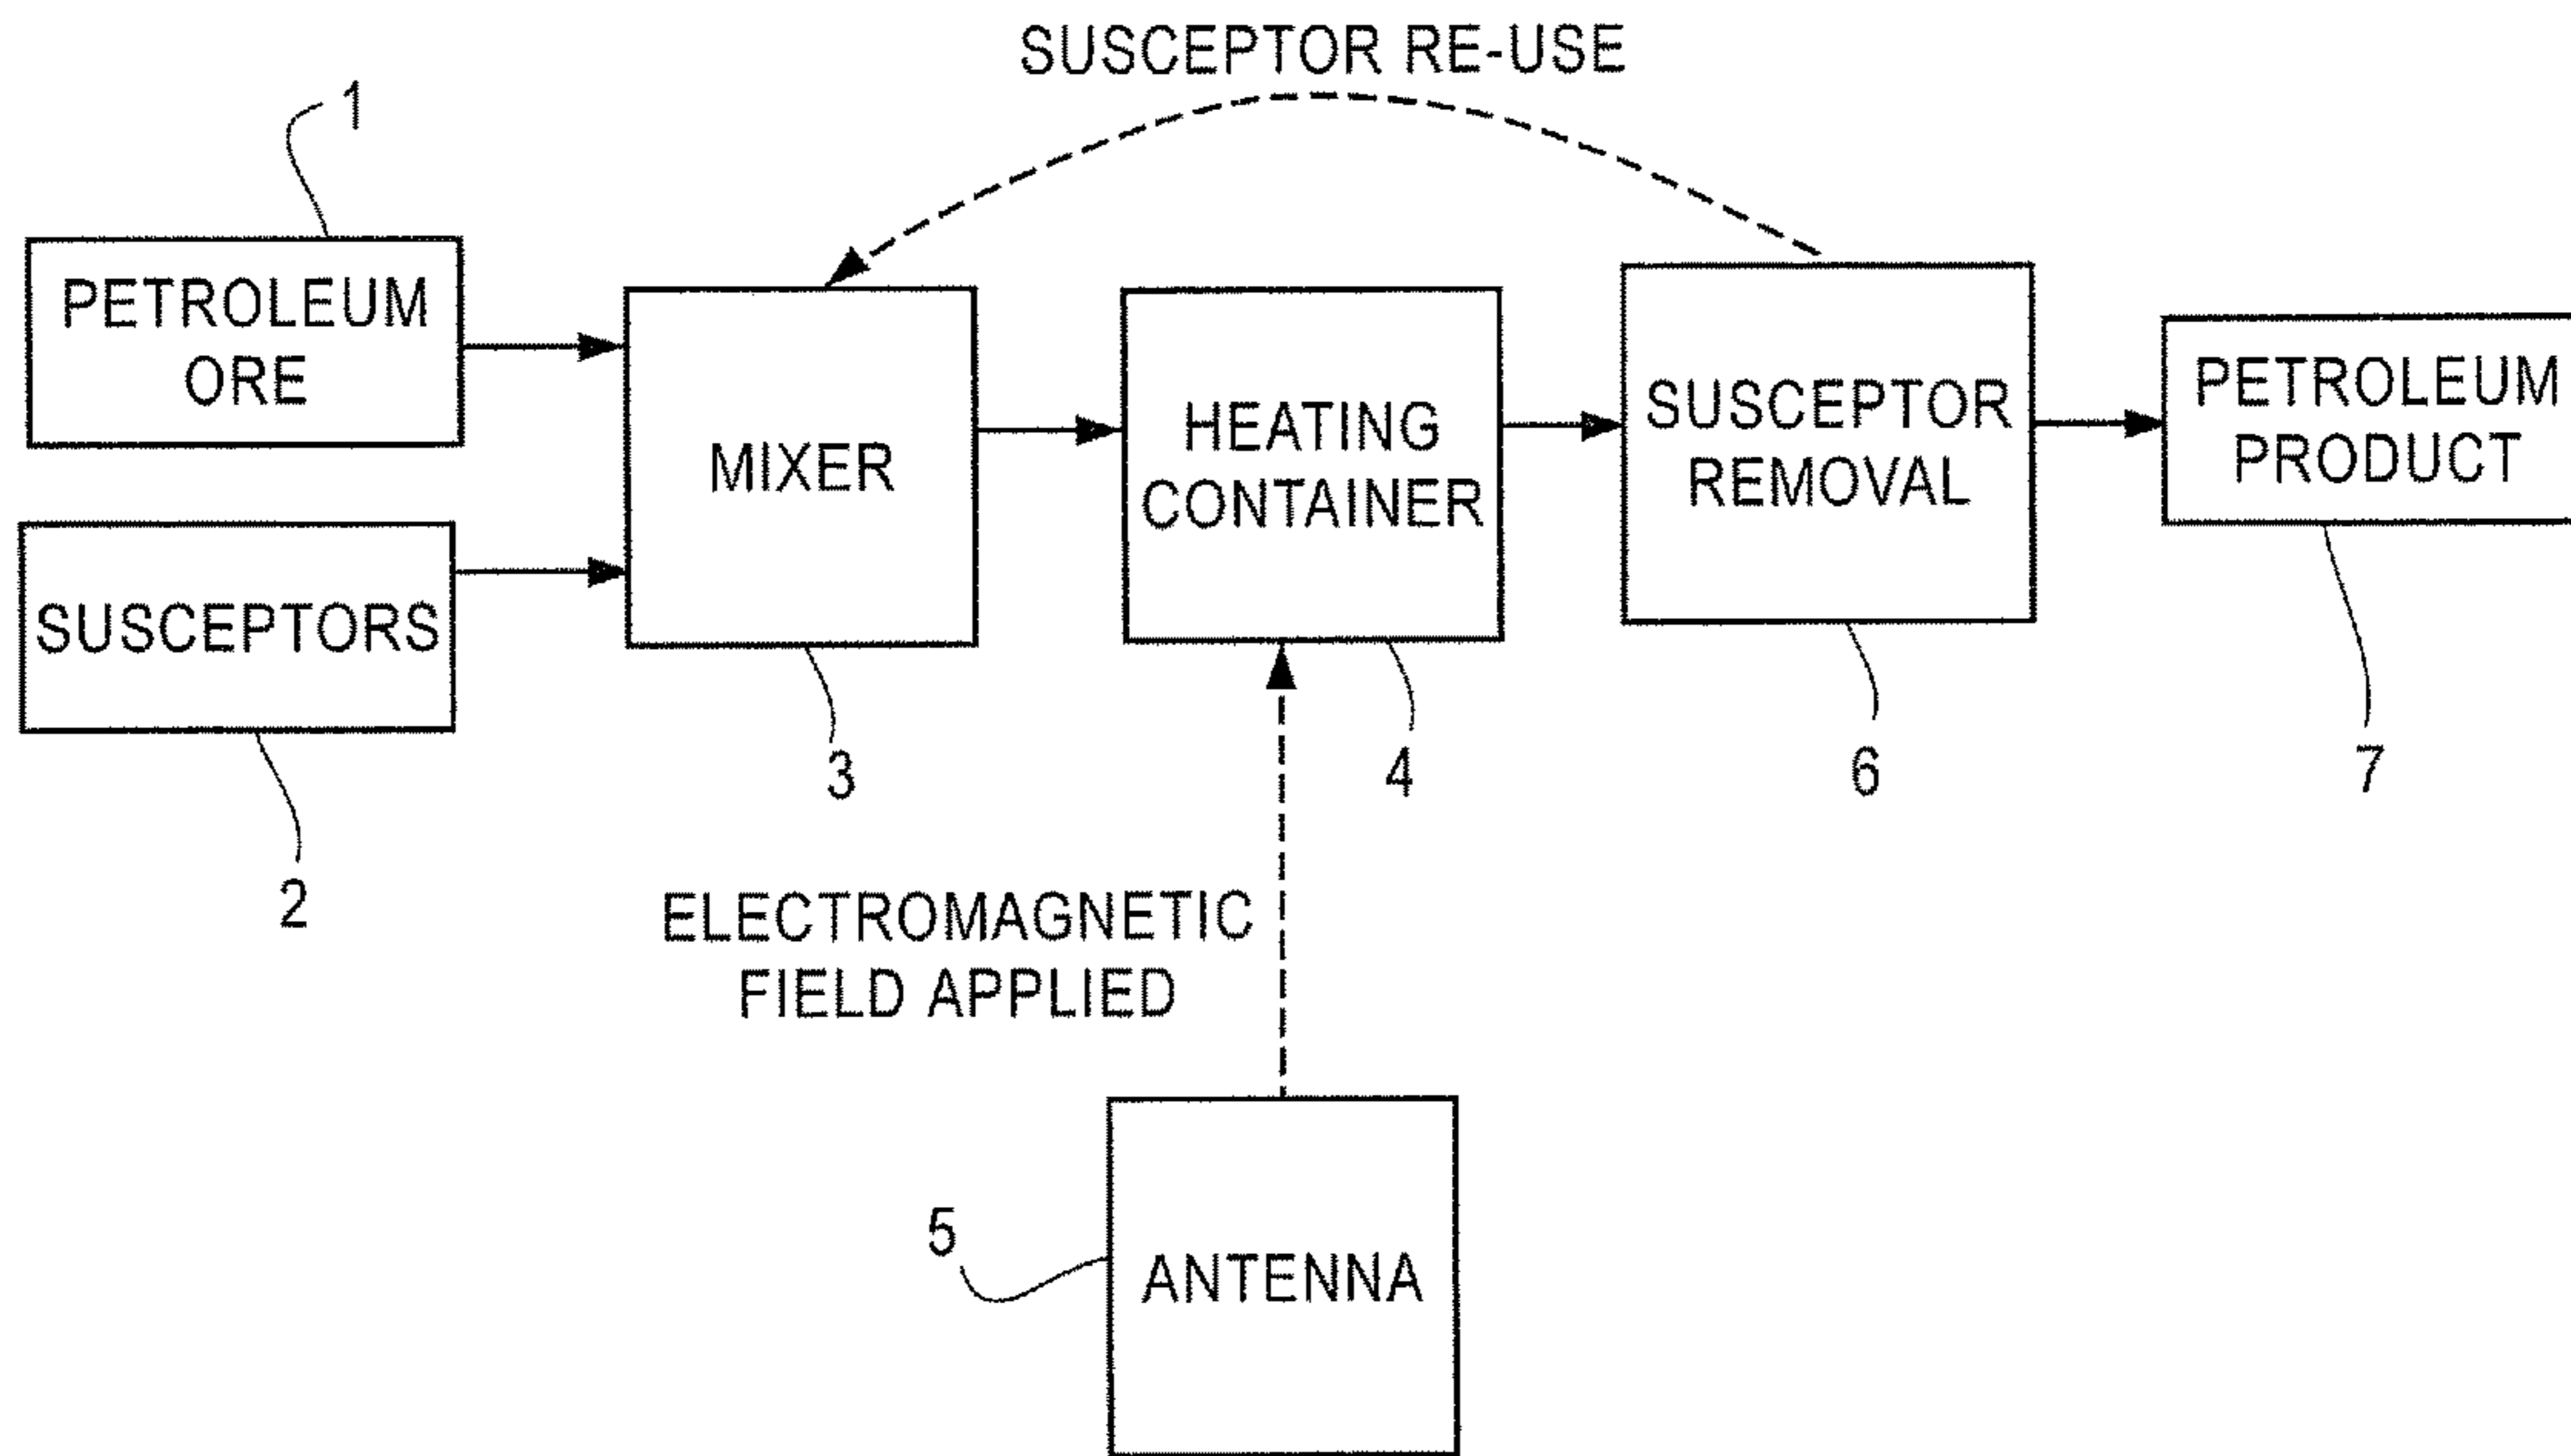 SUSCEPTOR RE-USE
1
PETROLEUM
ORE
SUSCEPTORS
2
MIXER
3
HEATING
CONTAINER
4
SUSCEPTOR
REMOVAL
6
PETROLEUM
PRODUCT
7
ELECTROMAGNETIC
FIELD APPLIED
5
ANTENNA